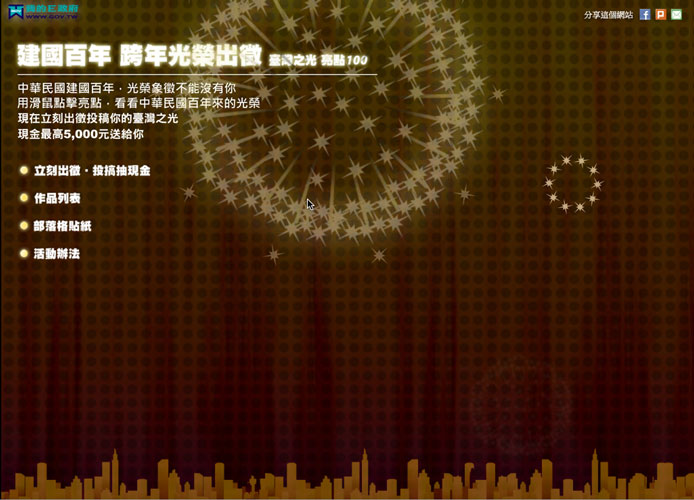 我的E政府
WWW.GOV.TW
分享這個網站
建國百年 跨年光榮出徵 臺灣之光 亮點100
中華民國建國百年，光榮象徵不能沒有你
用滑鼠點擊亮點，看看中華民國百年來的光榮
現在立刻出徵投稿你的臺灣之光
現金最高5,000元送給你
立刻出徵・投搞抽現金
作品列表
部落格貼紙
活動辦法